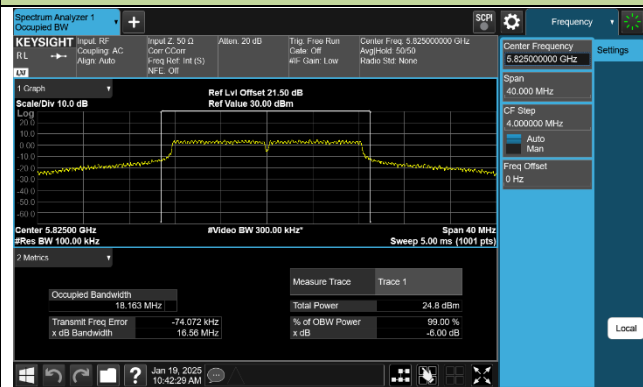 Spectrum Analyzer 1
Occupied BW
SCPI
Frequency
KEYSIGHT
Input: RF
Coupling: AC
Align: Auto
Input Z: 50 Ω
Corr CCorr
Freq Ref: Int (S)
NFE: Off
Atten: 20 dB
Trig: Free Run
Gate: Off
#IF Gain: Low
Center Freq: 5.825000000 GHz
Avg|Hold: 50/50
Radio Std: None
RL
LXI
Center Frequency
5.825000000 GHz
Settings
Span
40.000 MHz
CF Step
4.000000 MHz
Auto
Man
Freq Offset
0 Hz
Local
1 Graph
Scale/Div 10.0 dB
Ref Lvl Offset 21.50 dB
Ref Value 30.00 dBm
Log
20.0
10.0
0.00
-10.0
-20.0
-30.0
-40.0
-50.0
-60.0
Center 5.82500 GHz
#Res BW 100.00 kHz
#Video BW 300.00 kHz*
Span 40 MHz
Sweep 5.00 ms (1001 pts)
2 Metrics
Measure Trace Trace 1
Occupied Bandwidth
18.163 MHz
Total Power 24.8 dBm
Transmit Freq Error -74.072 kHz
% of OBW Power 99.00 %
x dB Bandwidth 16.56 MHz
x dB -6.00 dB
Jan 19, 2025
10:42:29 AM